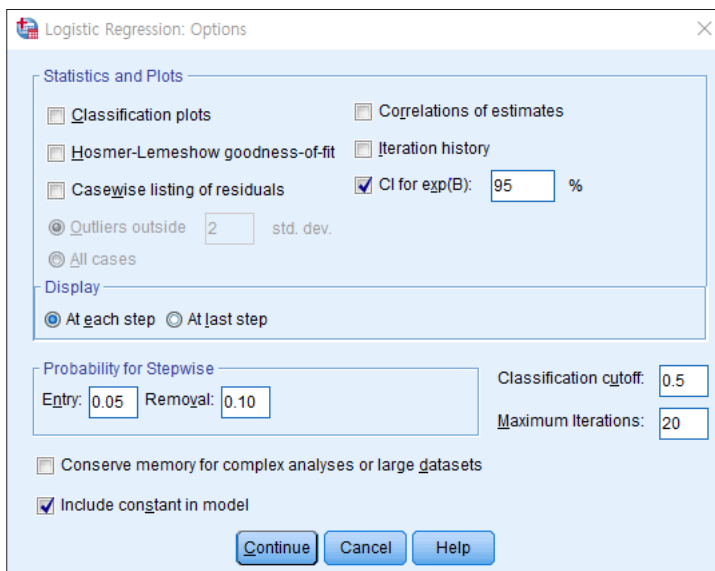 Logistic Regression: Options
Statistics and Plots
Classification plots
Correlations of estimates
Hosmer-Lemeshow goodness-of-fit
Iteration history
Casewise listing of residuals
CI for exp(B): 95 %
Outliers outside 2 std. dev.
All cases
Display
At each step At last step
Probability for Stepwise
Entry: 0.05 Removal: 0.10
Classification cutoff: 0.5
Maximum Iterations: 20
Conserve memory for complex analyses or large datasets
Include constant in model
Continue Cancel Help